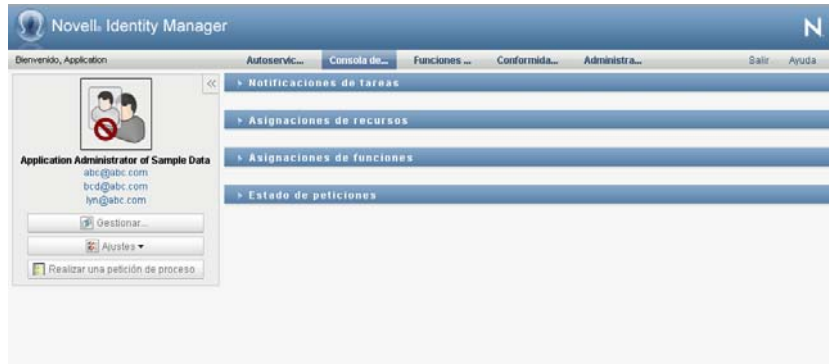 Novell® Identity Manager
N
Bienvenido, Application
Autoservic... Consola de... Funciones ... Conformida... Administra... Salir Ayuda
Notificaciones de tareas
Asignaciones de recursos
Asignaciones de funciones
Estado de peticiones
Application Administrator of Sample Data
abc@abc.com
bcd@abc.com
lyn@abc.com
Gestionar...
Ajustes
Realizar una petición de proceso